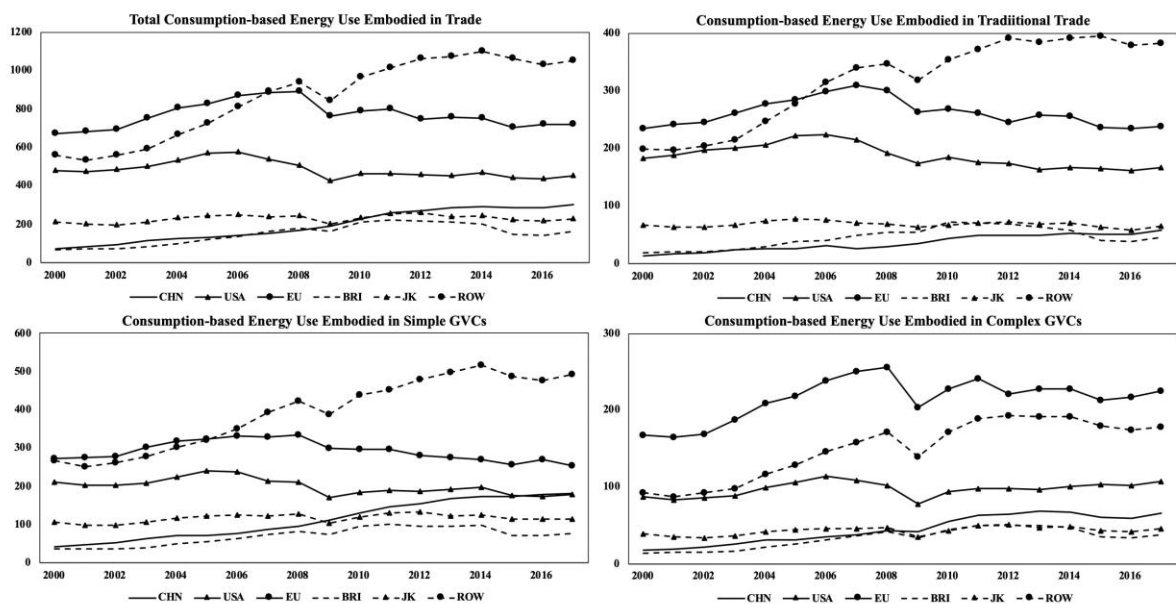 Total Consumption-based Energy Use Embodied in Trade
1200
1000
800
600
400
200
0
2000 2002 2004 2006 2008 2010 2012 2014 2016
CHN USA EU BRI JK ROW
Consumption-based Energy Use Embodied in Tradiitional Trade
400
300
200
100
0
2000 2002 2004 2006 2008 2010 2012 2014 2016
CHN USA EU BRI JK ROW
Consumption-based Energy Use Embodied in Simple GVCs
600
500
400
300
200
100
0
2000 2002 2004 2006 2008 2010 2012 2014 2016
CHN USA EU BRI JK ROW
Consumption-based Energy Use Embodied in Complex GVCs
300
200
100
0
2000 2002 2004 2006 2008 2010 2012 2014 2016
CHN USA EU BRI JK ROW